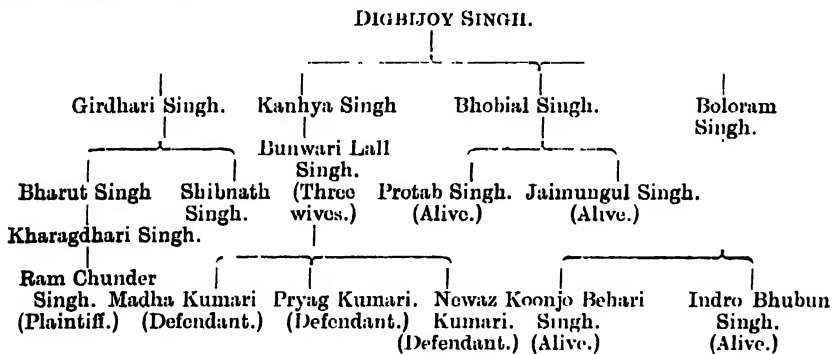 DIGBIJOY SINGH.
Girdhari Singh. Kanhya Singh Bhobial Singh. Boloram
Singh.
Bunwari Lall
Singh.
Bharut Singh Shibnath (Three Protab Singh. Jaimungul Singh.
Singh. wives.) (Alive.) (Alive.)
Kharagdhari Singh.
Ram Chunder
Singh. Madha Kumari Pryag Kumari. Newaz Koonjo Behari Indro Bhubun
(Plaintiff.) (Defendant.) (Defendant.) Kumari. Singh. Singh.
(Defendant.) (Alive.) (Alive.)